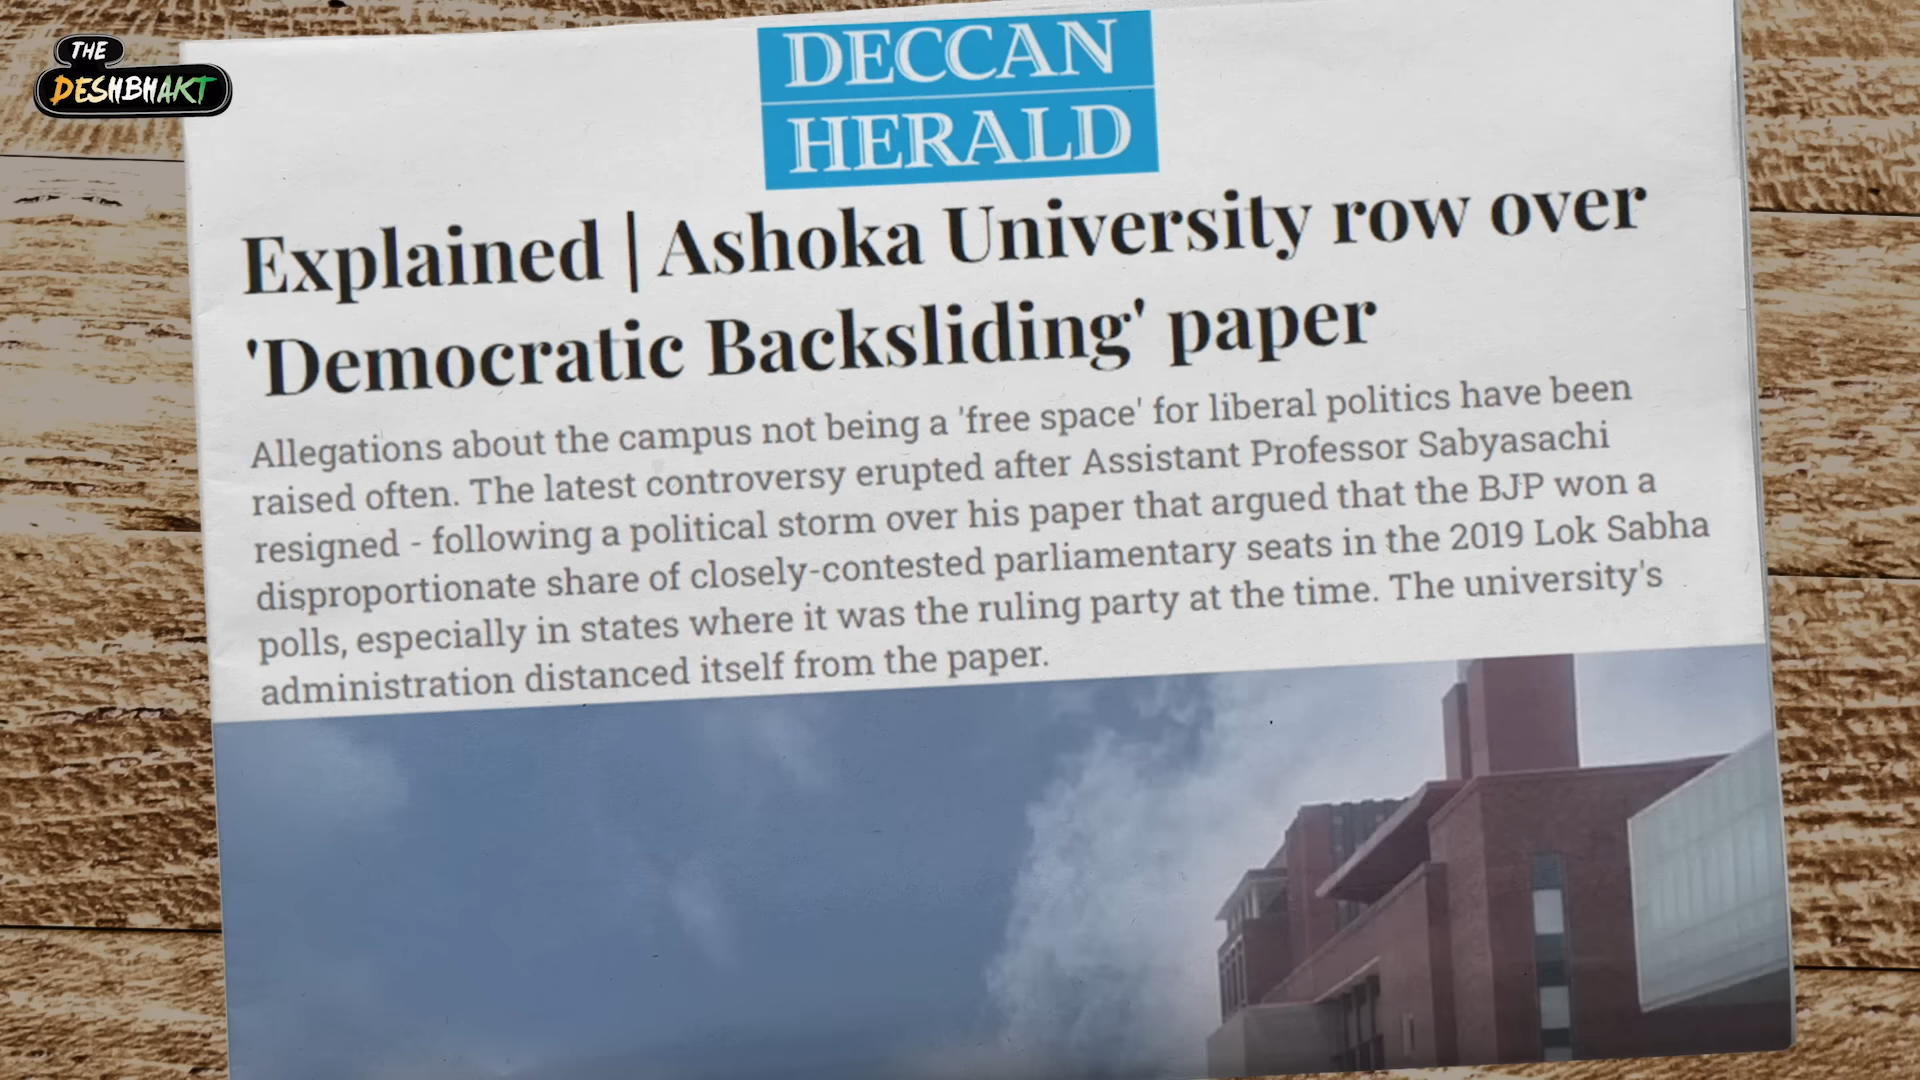 THE
DESHBHAKT
DECCAN
HERALD
Explained | Ashoka University row over
'Democratic Backsliding' paper
Allegations about the campus not being a 'free space' for liberal politics have been
raised often. The latest controversy erupted after Assistant Professor Sabyasachi
resigned - following a political storm over his paper that argued that the BJP won a
disproportionate share of closely-contested parliamentary seats in the 2019 Lok Sabha
polls, especially in states where it was the ruling party at the time. The university's
administration distanced itself from the paper.